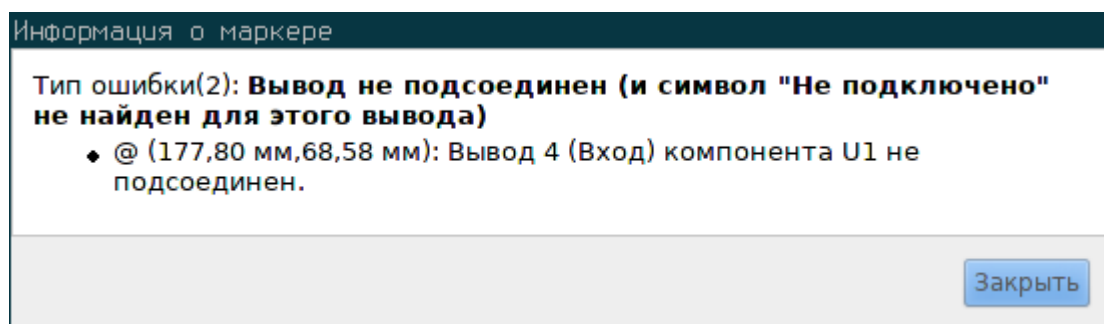 Информация о маркере
Тип ошибки(2): Вывод не подсоединен (и символ "Не подключено"
не найден для этого вывода)
◆ @ (177,80 мм,68,58 мм): Вывод 4 (Вход) компонента U1 не
подсоединен.
Закрыть